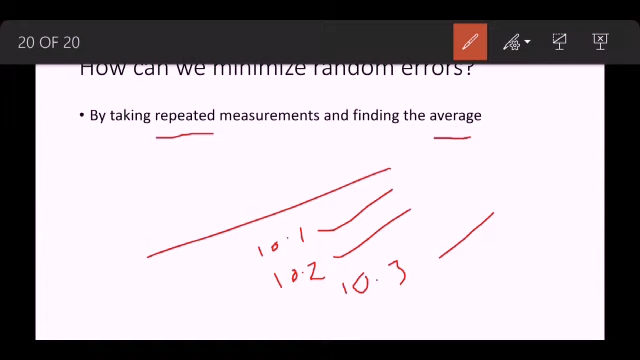 20 OF 20
How can we minimize random errors?
• By taking repeated measurements and finding the average
10.1
10.2
10.3